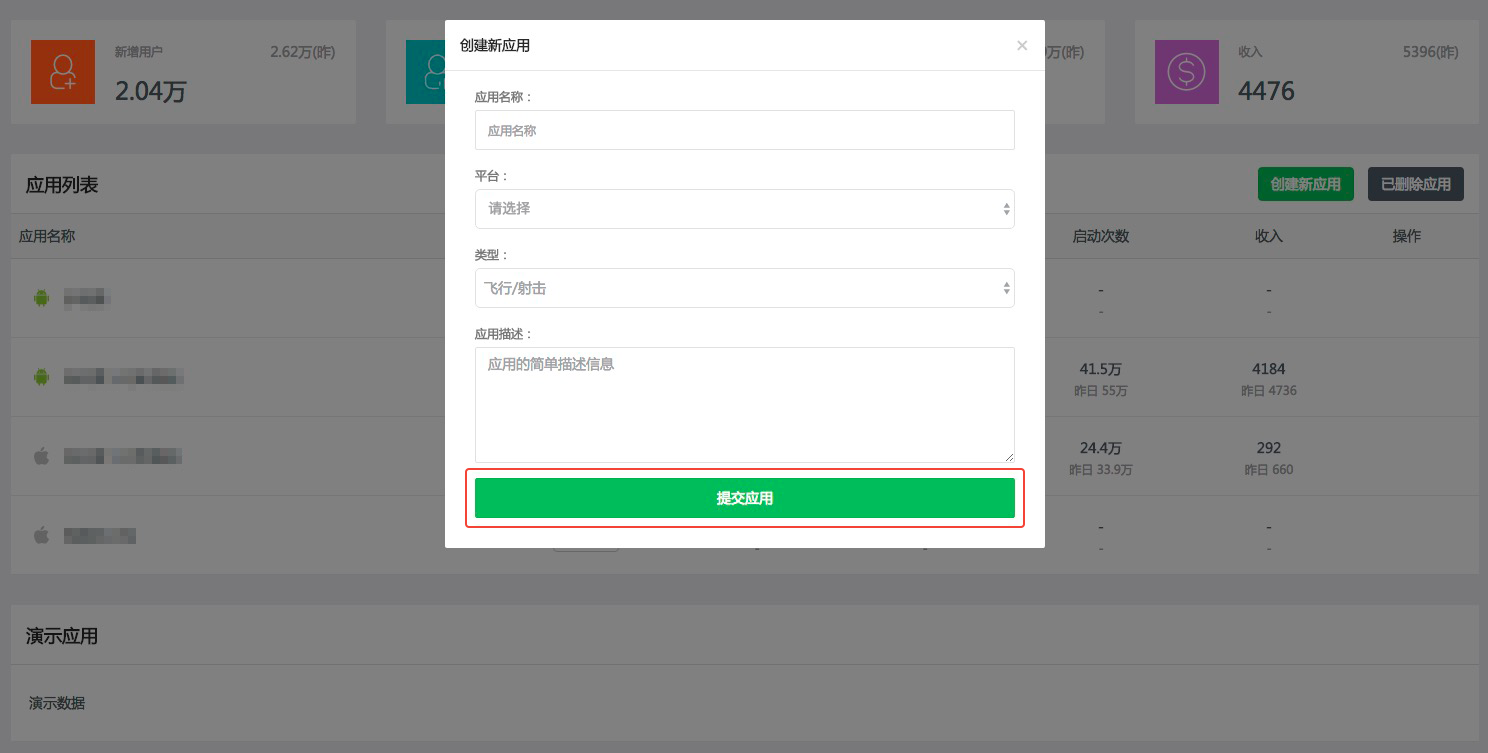 新增用户
2.62万(昨)
2.04万
万(昨)
收入
5396(昨)
4476
创建新应用
×
应用名称：
应用名称
平台：
请选择
类型：
飞行/射击
应用描述：
应用的简单描述信息
提交应用
应用列表
创建新应用
已删除应用
应用名称
启动次数
收入
操作
-
-
-
-
41.5万
4184
昨日 55万
昨日 4736
24.4万
292
昨日 33.9万
昨日 660
-
-
-
-
演示应用
演示数据